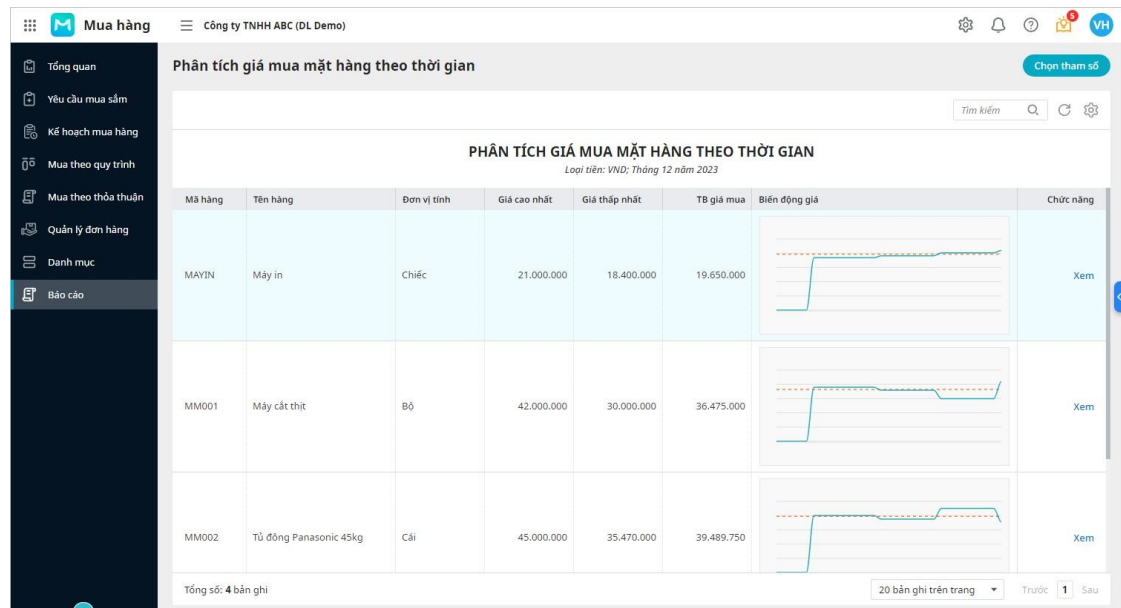 Mua hàng
Công ty TNHH ABC (DL Demo)
5
VH
Tổng quan
Yêu cầu mua sắm
Kế hoạch mua hàng
Mua theo quy trình
Mua theo thỏa thuận
Quản lý đơn hàng
Danh mục
Báo cáo
Phân tích giá mua mặt hàng theo thời gian
Chọn tham số
Tìm kiếm
PHÂN TÍCH GIÁ MUA MẶT HÀNG THEO THỜI GIAN
Loại tiền: VND; Tháng 12 năm 2023
Mã hàng Tên hàng Đơn vị tính Giá cao nhất Giá thấp nhất TB giá mua Biến động giá Chức năng
MAYIN Máy in Chiếc 21.000.000 18.400.000 19.650.000 Xem
MM001 Máy cắt thịt Bộ 42.000.000 30.000.000 36.475.000 Xem
MM002 Tủ đông Panasonic 45kg Cái 45.000.000 35.470.000 39.489.750 Xem
Tổng số: 4 bản ghi 20 bản ghi trên trang Trước 1 Sau